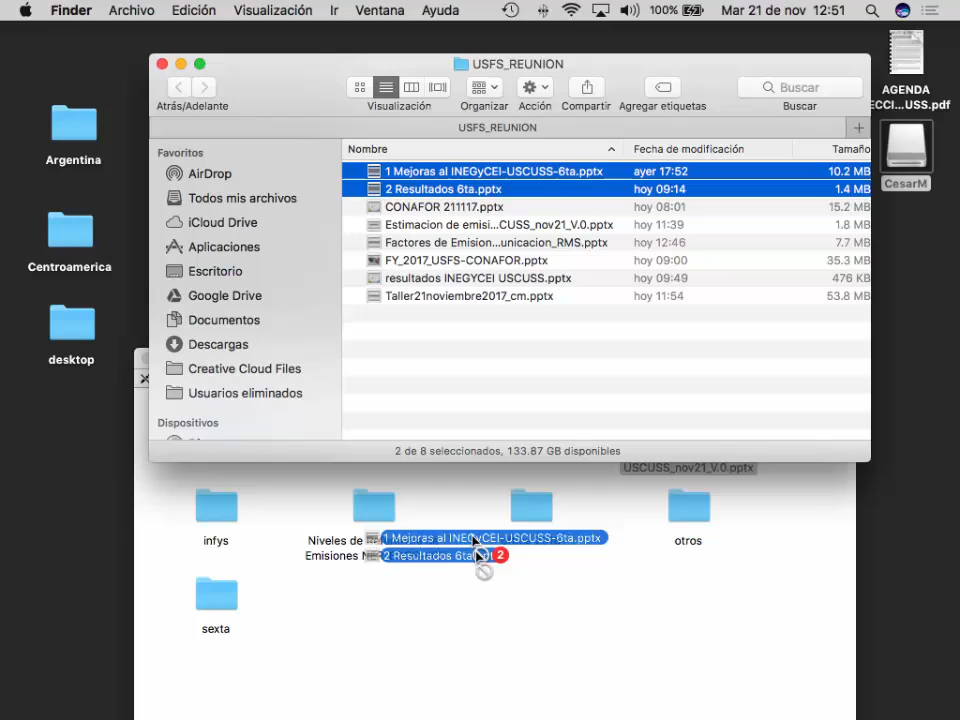 Finder Archivo Edición Visualización Ir Ventana Ayuda 100% Mar 21 de nov 12:51
USFS_REUNION
Atrás/Adelante Visualización Organizar Acción Compartir Agregar etiquetas Buscar
Buscar
USFS_REUNION
Favoritos
AirDrop
Todos mis archivos
iCloud Drive
Aplicaciones
Escritorio
Google Drive
Documentos
Descargas
Creative Cloud Files
Usuarios eliminados
Dispositivos
Nombre Fecha de modificación Tamaño
1 Mejoras al INEGyCEI-USCUSS-6ta.pptx ayer 17:52 10.2 MB
2 Resultados 6ta.pptx hoy 09:14 1.4 MB
CONAFOR 211117.pptx hoy 08:01 15.2 MB
Estimacion de emisi...CUSS_nov21_V.0.pptx hoy 11:39 1.8 MB
Factores de Emision...unicacion_RMS.pptx hoy 12:46 7.7 MB
FY_2017_USFS-CONAFOR.pptx hoy 09:00 35.3 MB
resultados INEGYCEI USCUSS.pptx hoy 09:49 476 KB
Taller21noviembre2017_cm.pptx hoy 11:54 53.8 MB
2 de 8 seleccionados, 133.87 GB disponibles
Argentina
Centroamerica
desktop
AGENDA
ECCI...USS.pdf
CesarM
USCUSS_nov21_V.0.pptx
infys
Niveles de
Emisiones
1 Mejoras al INEGyCEI-USCUSS-6ta.pptx
2 Resultados 6ta
2
otros
sexta